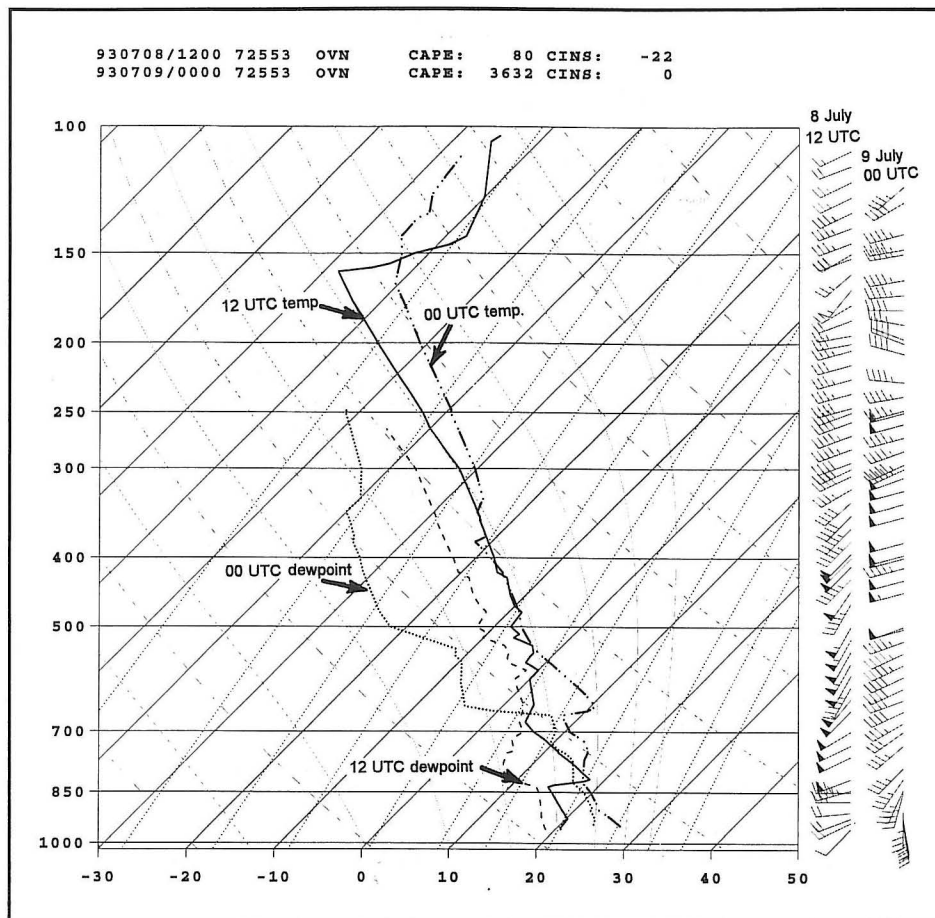 930708/1200 72553 OVN CAPE: 80 CINS: -22
930709/0000 72553 OVN CAPE: 3632 CINS: 0
8 July
12 UTC
9 July
00 UTC
100
150
12 UTC temp.
00 UTC temp.
200
250
300
400
00 UTC dewpoint
500
700
12 UTC dewpoint
850
1000
-30 -20 -10 0 10 20 30 40 50